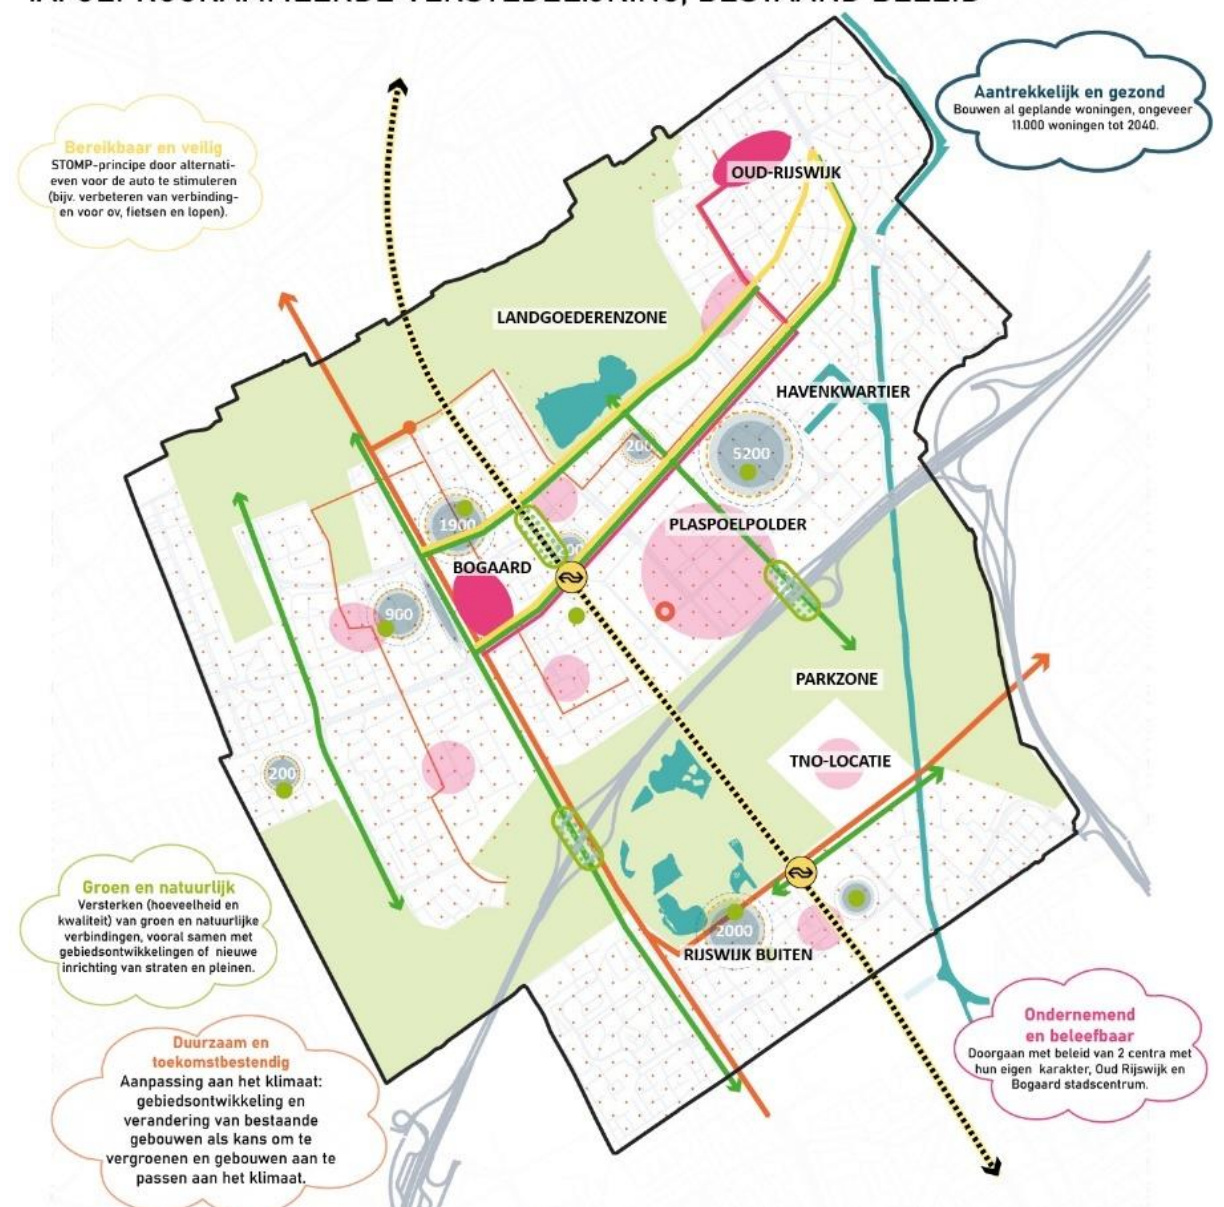 Bereikbaar en veilig
STOMP-principe door alternati-
even voor de auto te stimuleren
(bijv. verbeteren van verbinding-
en voor ov, fietsen en lopen).
Aantrekkelijk en gezond
Bouwen al geplande woningen, ongeveer
11.000 woningen tot 2040.
OUD-RIJSWIJK
LANDGOEDERENZONE
HAVENKWARTIER
200
5200
1900
PLASPOELPOLDER
BOGAARD
900
PARKZONE
TNO-LOCATIE
200
2000
RIJSWIJK BUITEN
Groen en natuurlijk
Versterken (hoeveelheid en
kwaliteit) van groen en natuurlijke
verbindingen, vooral samen met
gebiedsontwikkelingen of nieuwe
inrichting van straten en pleinen.
Duurzaam en
toekomstbestendig
Aanpassing aan het klimaat:
gebiedsontwikkeling en
verandering van bestaande
gebouwen als kans om te
vergroenen en gebouwen aan te
passen aan het klimaat.
Ondernemend
en beleefbaar
Doorgaan met beleid van 2 centra met
hun eigen karakter, Oud Rijswijk en
Bogaard stadscentrum.